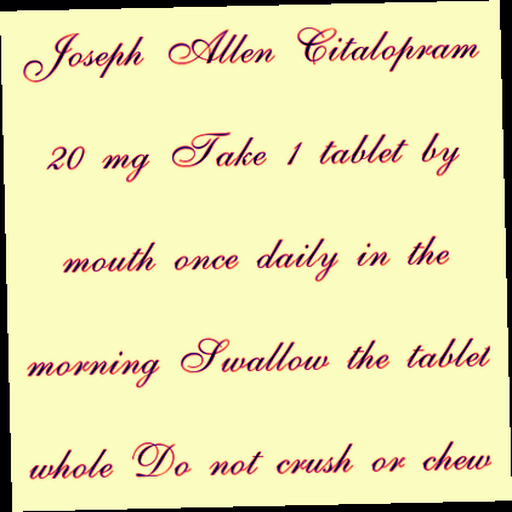 Joseph Allen Citalopram
20 mg Take 1 tablet by
mouth once daily in the
morning Swallow the tablet
whole Do not crush or chew